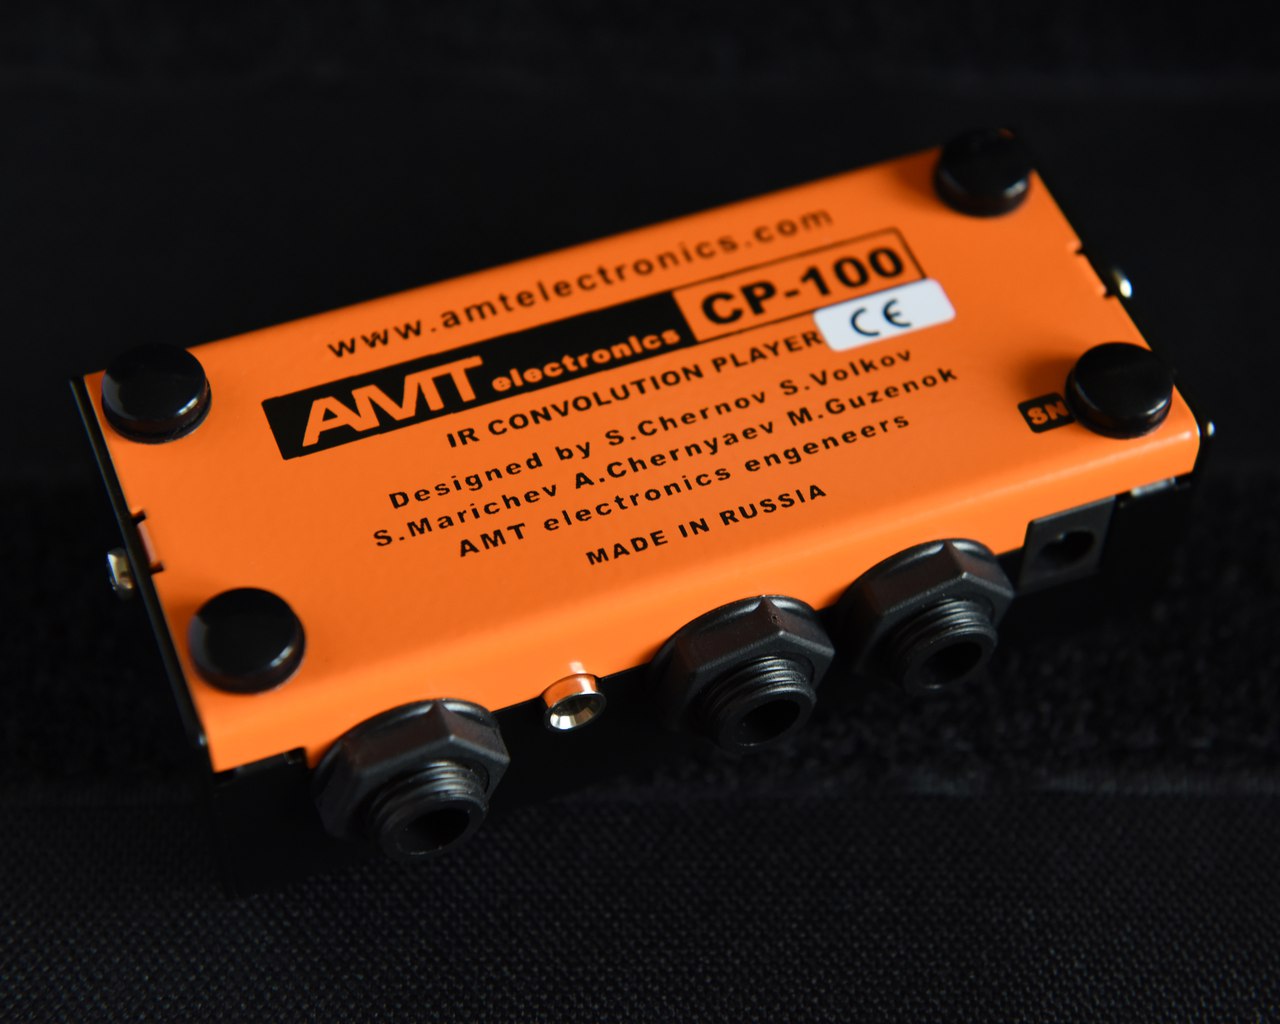 www.amtelectronics.com
AMT electronics CP-100
IR CONVOLUTION PLAYER CE
Designed by S.Chernov S.Volkov
S.Marichev A.Chernyaev M.Guzenok
AMT electronics engeneers
MADE IN RUSSIA
SN